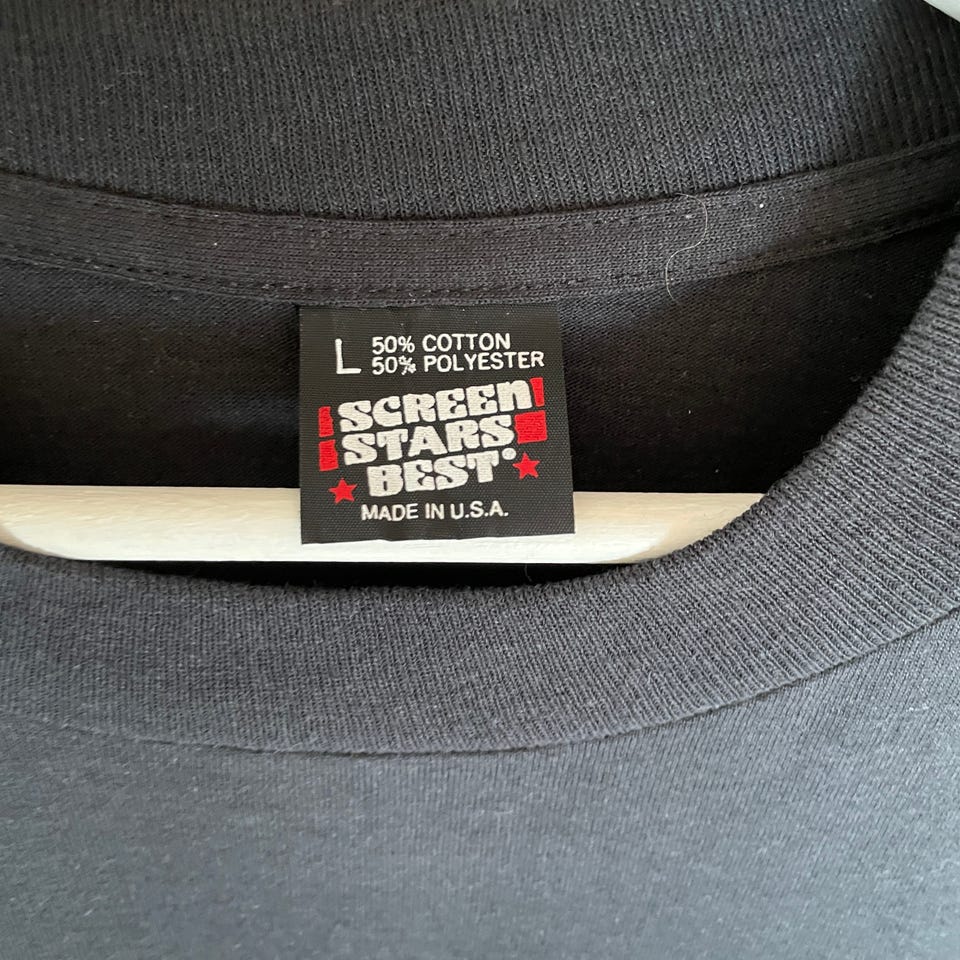 L 50% COTTON
50% POLYESTER
SCREEN
STARS
BEST®
MADE IN U.S.A.